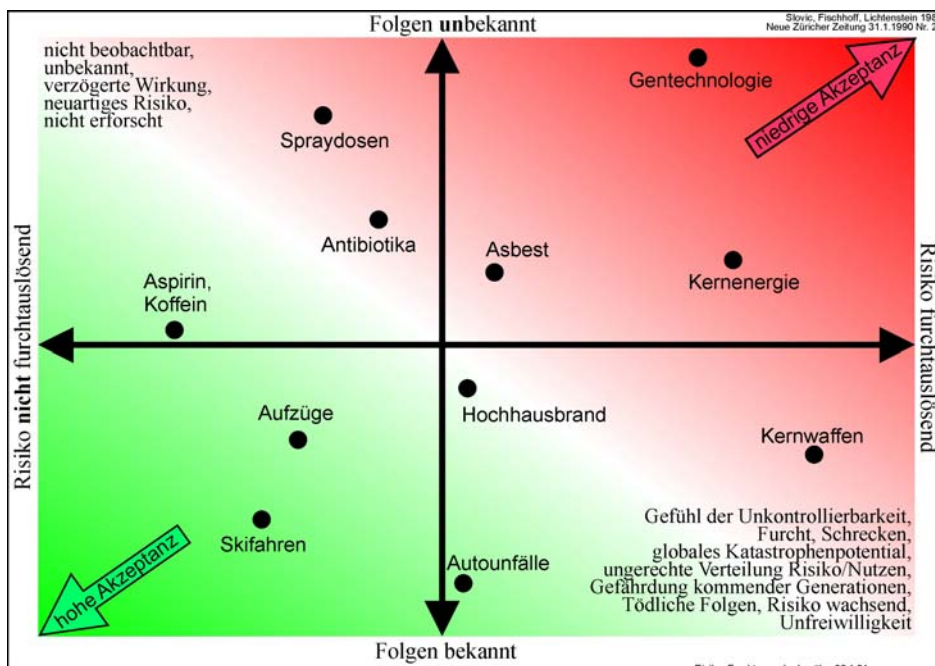 Folgen unbekannt
Slovic, Fischhoff, Lichtenstein
Neue Züricher Zeitung 31.1.1990 Nr.
nicht beobachtbar,
unbekannt,
verzögerte Wirkung,
neuartiges Risiko,
nicht erforscht
Gentechnologie
niedrige Akzeptanz
Spraydosen
Antibiotika
Asbest
Kernenergie
Aspirin,
Koffein
Risiko nicht furchtauslösend
Risiko furchtauslösend
Aufzüge
Hochhausbrand
Kernwaffen
Skifahren
Autounfälle
hohe Akzeptanz
Gefühl der Unkontrollierbarkeit,
Furcht, Schrecken,
globales Katastrophenpotential,
ungerechte Verteilung Risiko/Nutzen,
Gefährdung kommender Generationen,
Tödliche Folgen, Risiko wachsend,
Unfreiwilligkeit
Folgen bekannt